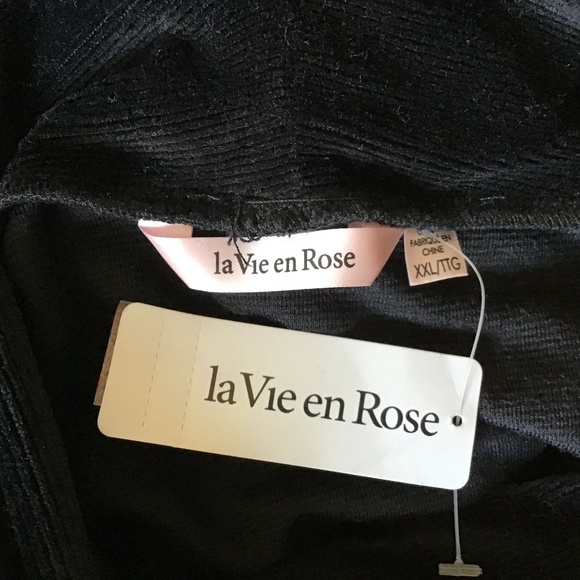 la Vie en Rose
FABRIQUÉ EN
CHINE
XXL/TTG
la Vie en Rose